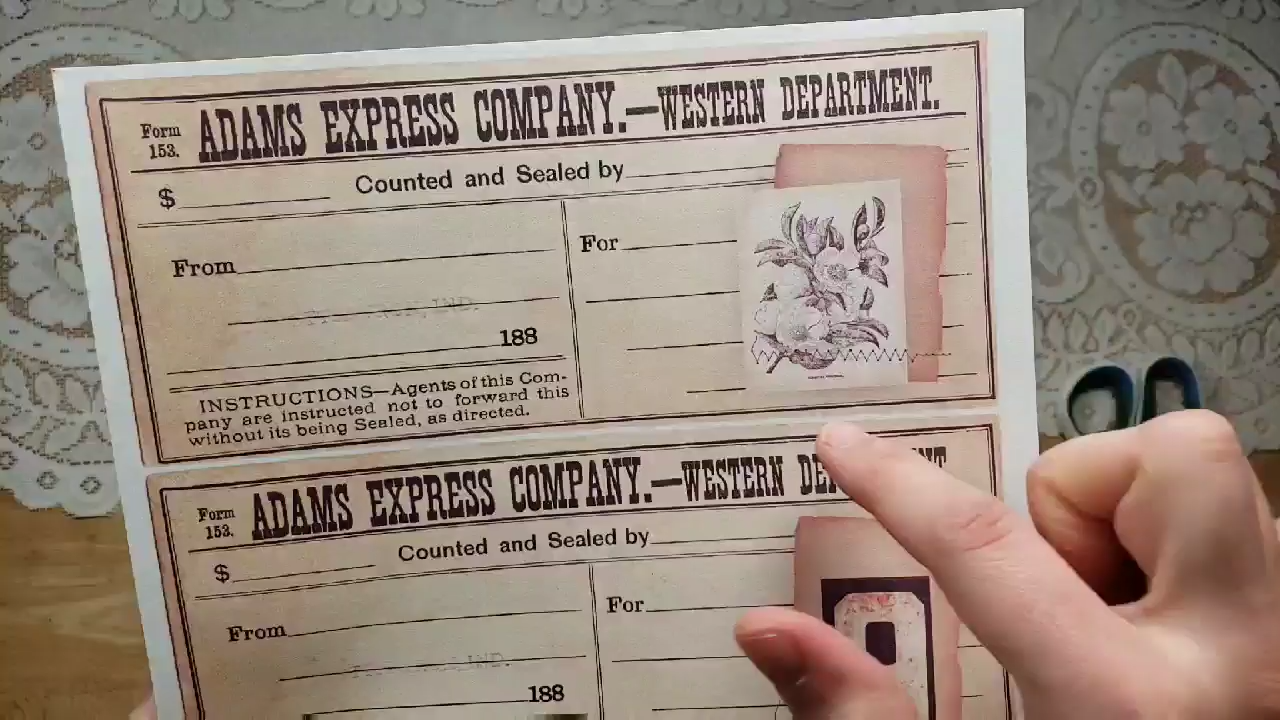 Form
153.
ADAMS EXPRESS COMPANY.—WESTERN DEPARTMENT.
$ Counted and Sealed by
From
For
IND.
188
INSTRUCTIONS—Agents of this Com-
pany are instructed not to forward this
without its being Sealed, as directed.
Form
153.
ADAMS EXPRESS COMPANY.—WESTERN
$ Counted and Sealed by
From
For
IND.
188